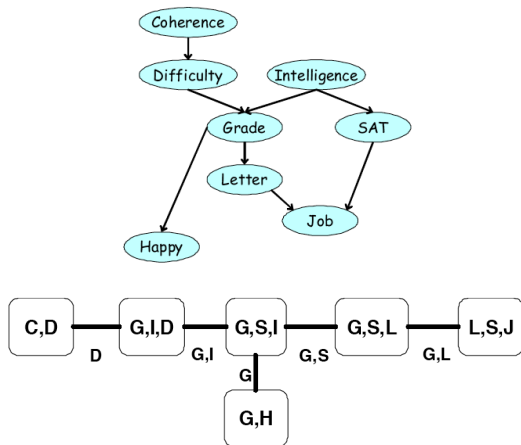 Coherence
Difficulty Intelligence
Grade SAT
Letter
Job
Happy
C,D G,I,D G,S,I G,S,L L,S,J
D G,I G,S G,L
G
G,H